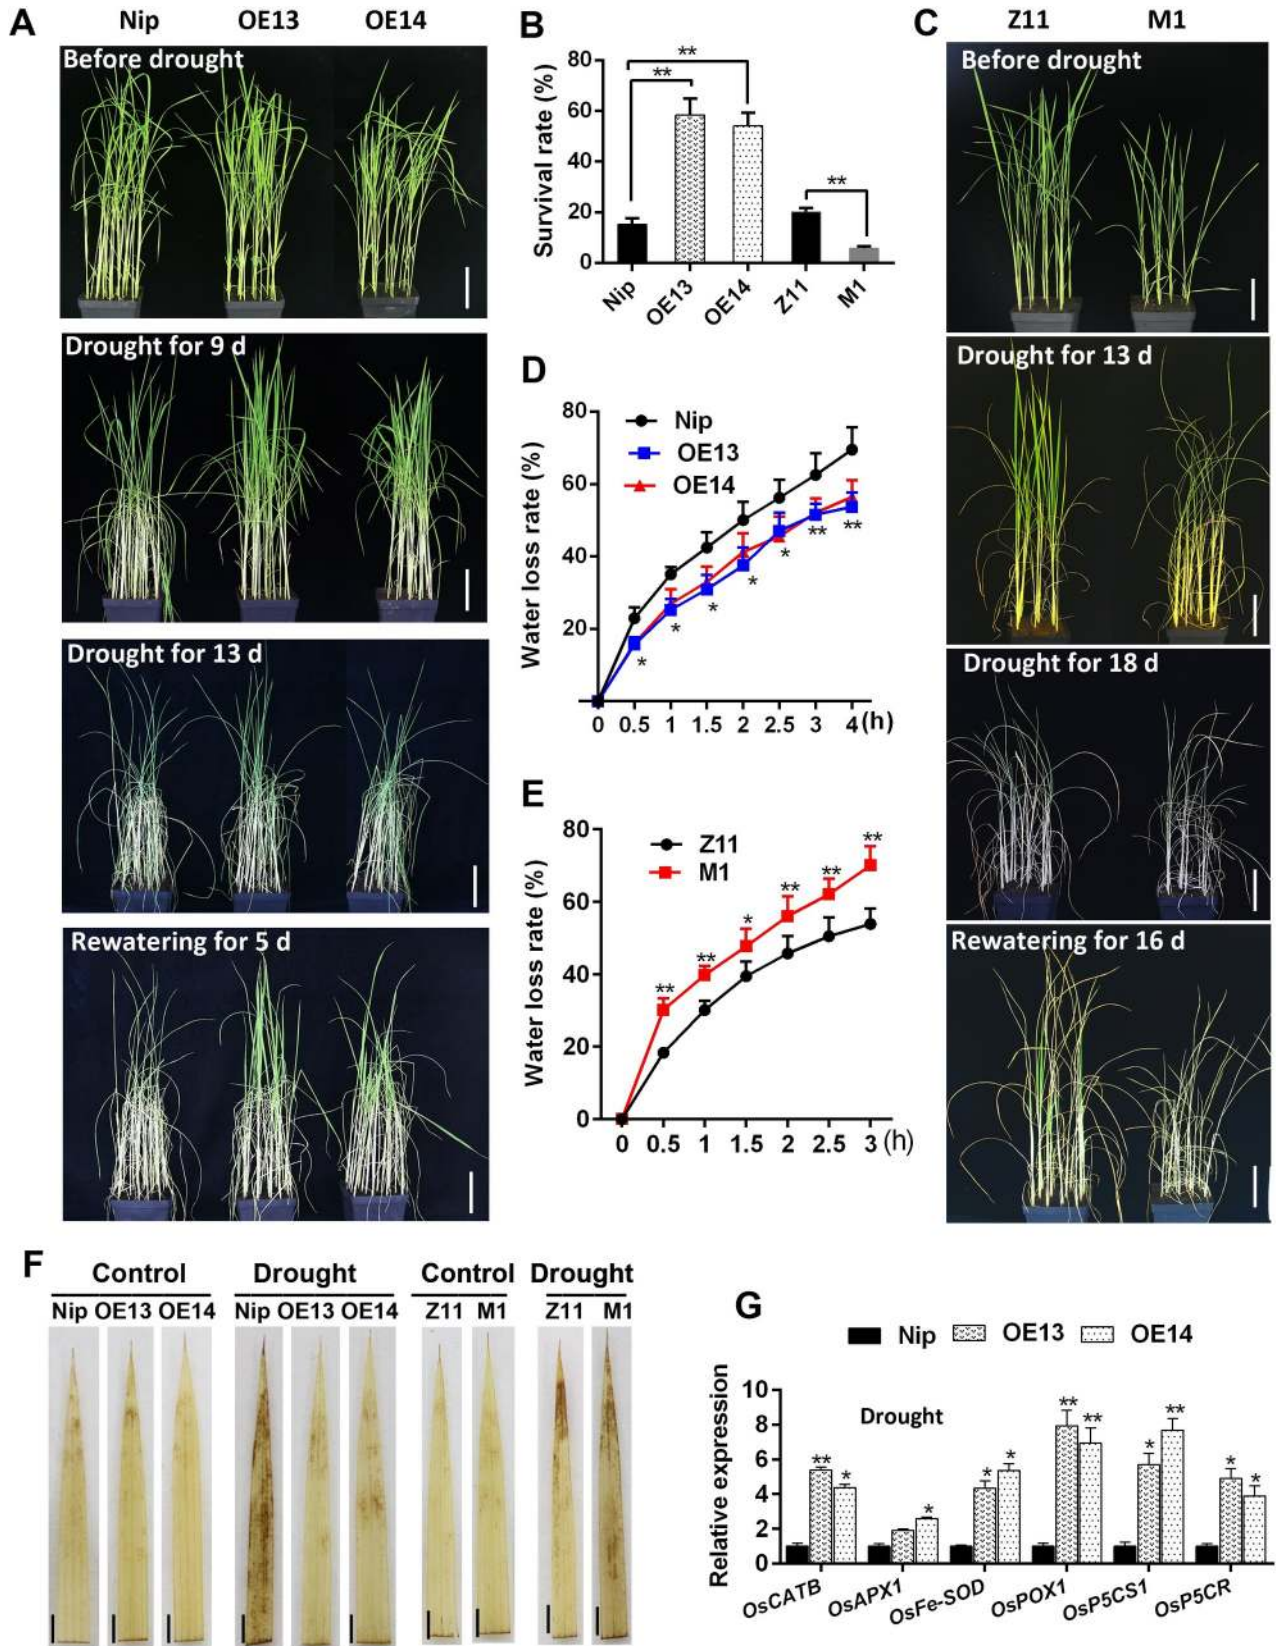 A
Nip OE13 OE14
Before drought
Drought for 9 d
Drought for 13 d
Rewatering for 5 d
B
Survival rate (%)
80
60
40
20
0
** **
**
Nip OE13 OE14 Z11 M1
C
Z11 M1
Before drought
Drought for 13 d
Drought for 18 d
Rewatering for 16 d
D
Water loss rate (%)
80
60
40
20
Nip
OE13
OE14
* * * * * ** **
0 0.5 1 1.5 2 2.5 3 4 (h)
E
Water loss rate (%)
80
60
40
20
0
Z11
M1
** ** * ** ** **
0 0.5 1 1.5 2 2.5 3 (h)
F
Control Drought Control Drought
Nip OE13 OE14 Nip OE13 OE14 Z11 M1 Z11 M1
G
Nip OE13 OE14
Relative expression
10
8
6
4
2
0
Drought
** * * * * ** ** * ** * *
OsCATB OsAPX1 OsFe-SOD OsPOX1 OsP5CS1 OsP5CR